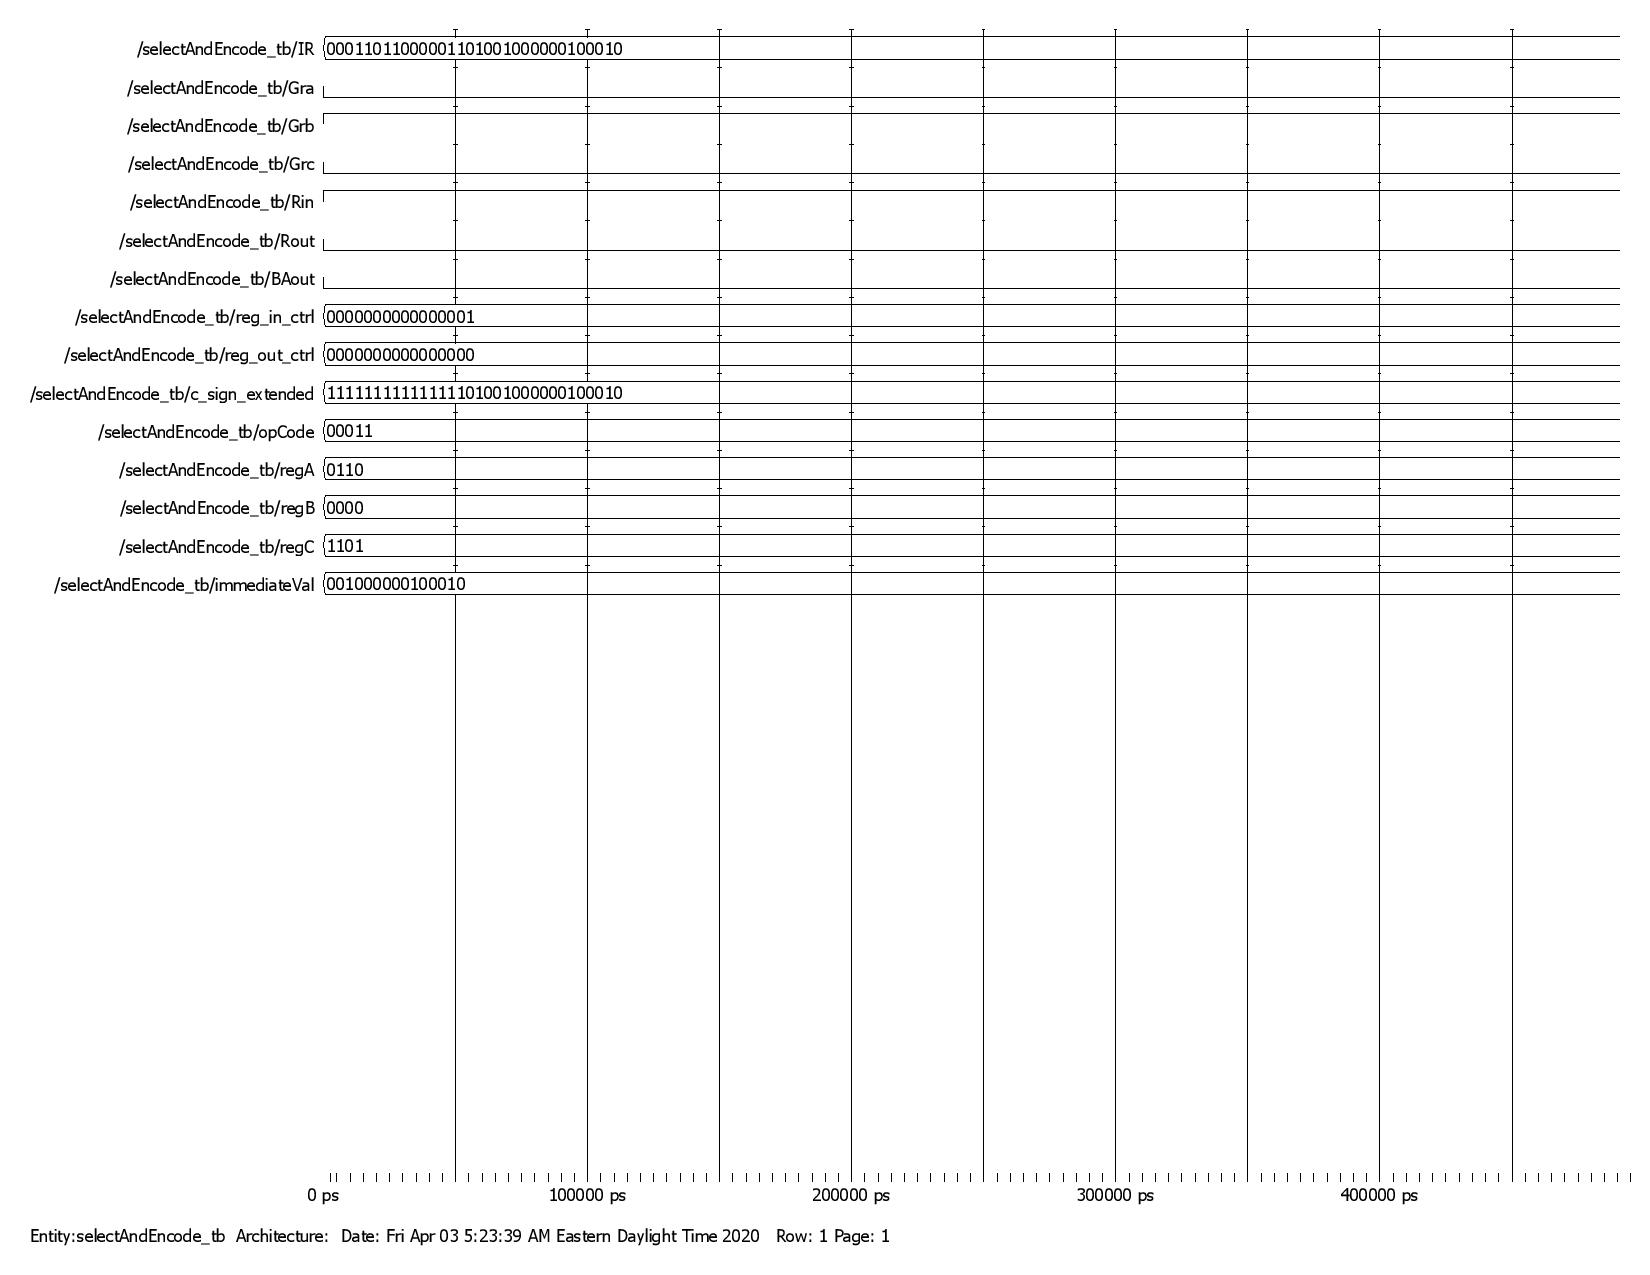 /selectAndEncode_tb/IR 00011011000001101001000000100010
/selectAndEncode_tb/Gra
/selectAndEncode_tb/Grb
/selectAndEncode_tb/Grc
/selectAndEncode_tb/Rin
/selectAndEncode_tb/Rout
/selectAndEncode_tb/BAout
/selectAndEncode_tb/reg_in_ctrl 0000000000000001
/selectAndEncode_tb/reg_out_ctrl 0000000000000000
/selectAndEncode_tb/c_sign_extended 11111111111111101001000000100010
/selectAndEncode_tb/opCode 00011
/selectAndEncode_tb/regA 0110
/selectAndEncode_tb/regB 0000
/selectAndEncode_tb/regC 1101
/selectAndEncode_tb/immediateVal 001000000100010
0 ps 100000 ps 200000 ps 300000 ps 400000 ps
Entity:selectAndEncode_tb Architecture: Date: Fri Apr 03 5:23:39 AM Eastern Daylight Time 2020 Row: 1 Page: 1